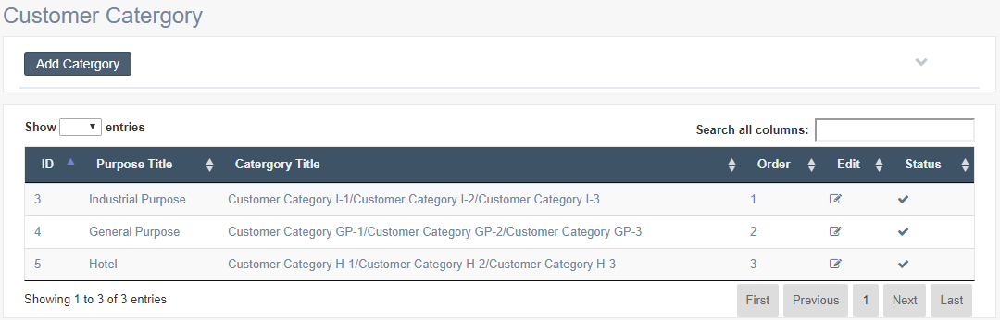 Customer Catergory
Add Catergory
Show entries
Search all columns:
ID Purpose Title Catergory Title Order Edit Status
3 Industrial Purpose Customer Category I-1/Customer Category I-2/Customer Category I-3 1
4 General Purpose Customer Category GP-1/Customer Category GP-2/Customer Category GP-3 2
5 Hotel Customer Category H-1/Customer Category H-2/Customer Category H-3 3
Showing 1 to 3 of 3 entries
First Previous 1 Next Last